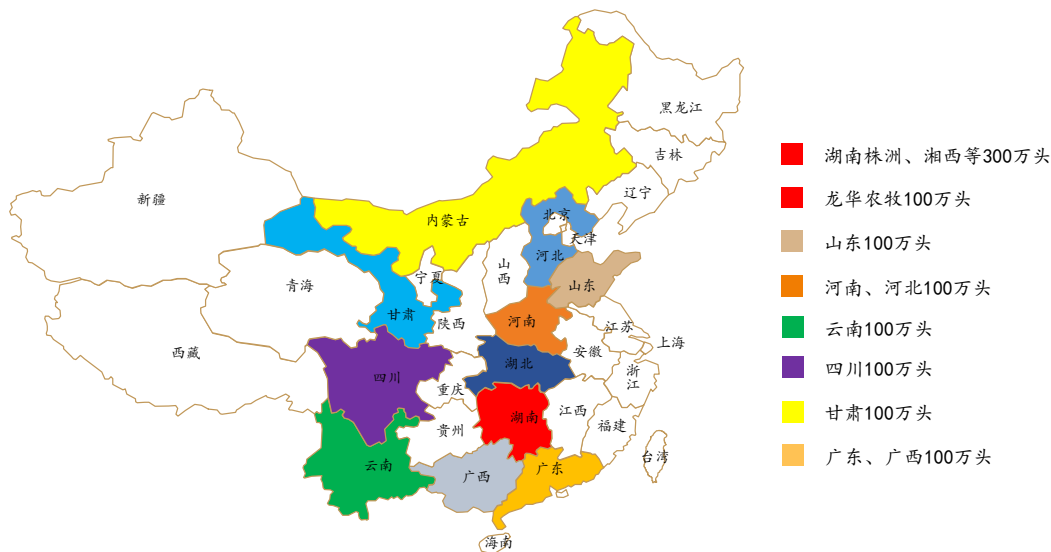 黑龙江
吉林
辽宁
新疆
内蒙古
北京
天津
河北
山西
宁夏
青海
山东
甘肃
陕西
河南
江苏
上海
西藏
安徽
湖北
四川
重庆
浙江
江西
湖南
福建
贵州
台湾
云南
广西
广东
海南
湖南株洲、湘西等300万头
龙华农牧100万头
山东100万头
河南、河北100万头
云南100万头
四川100万头
甘肃100万头
广东、广西100万头